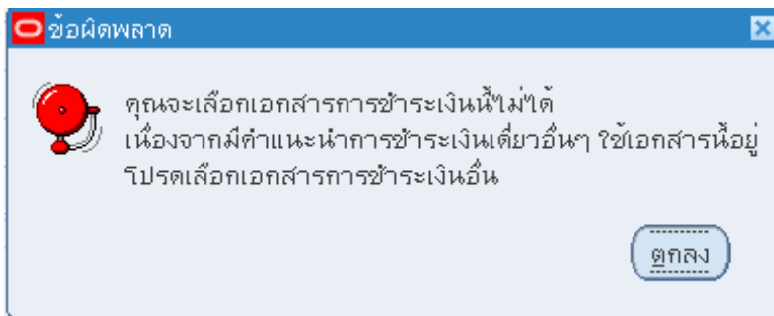 ข้อผิดพลาด
คุณจะเลือกเอกสารการชำระเงินนี้ไม่ได้
เนื่องจากมีคำแนะนำการชำระเงินเดี่ยวอื่นๆ ใช้เอกสารนี้อยู่
โปรดเลือกเอกสารการชำระเงินอื่น
ตกลง